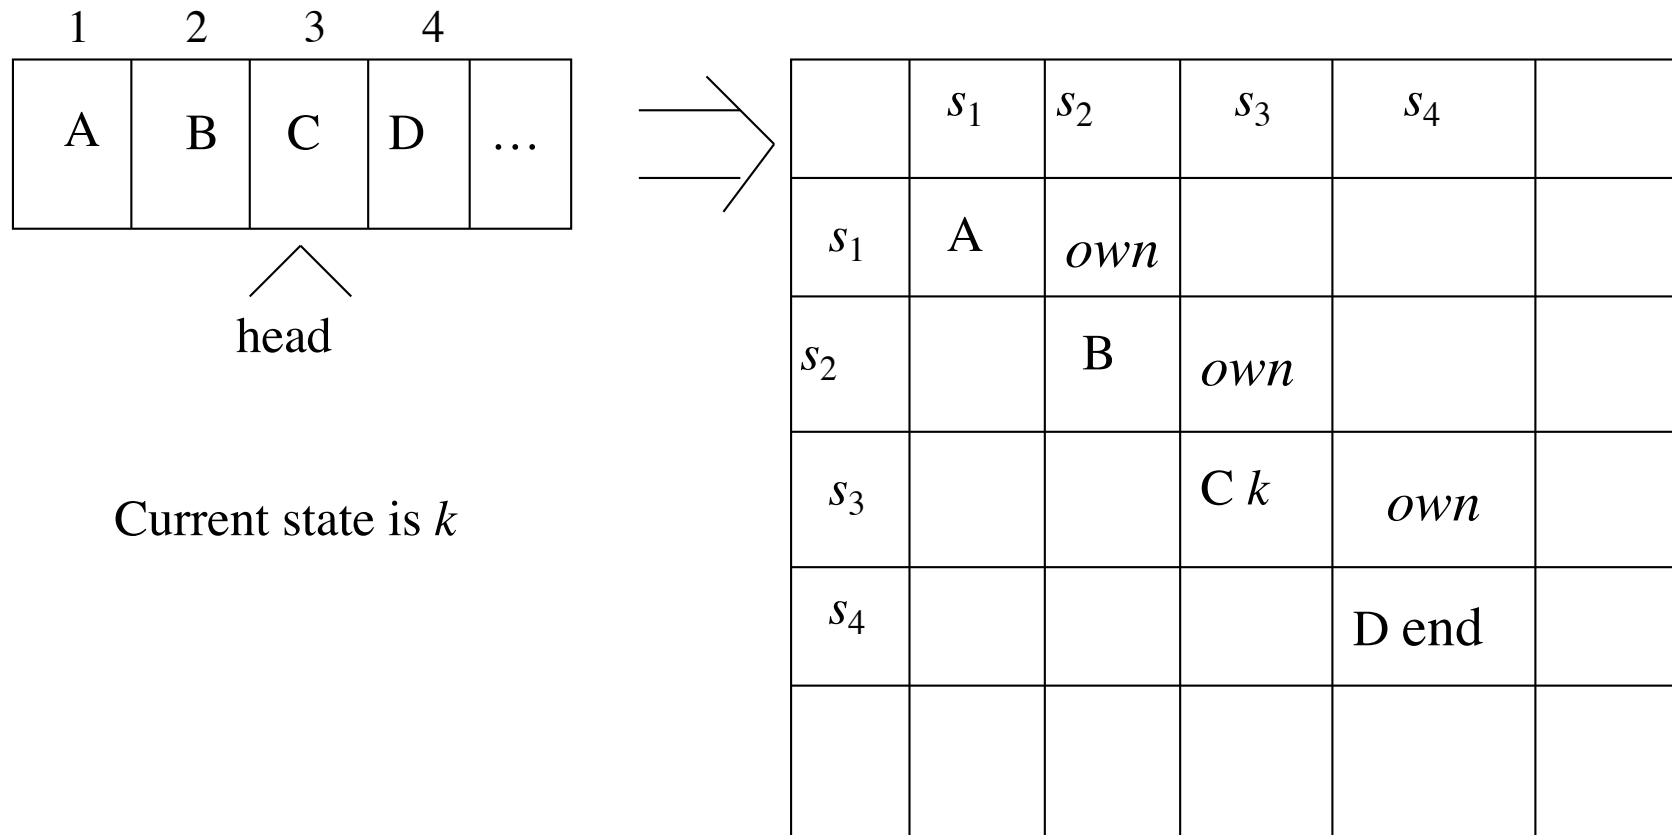 1 2 3 4
A B C D …
head
Current state is k
s1 s2 s3 s4
s1 A own
s2 B own
s3 C k own
s4 D end